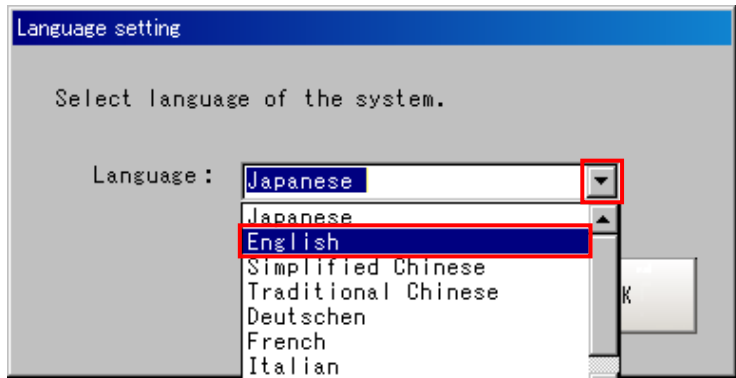 Language setting
Select language of the system.
Language：
Japanese
Japanese
English
Simplified Chinese
Traditional Chinese
Deutschen
French
Italian